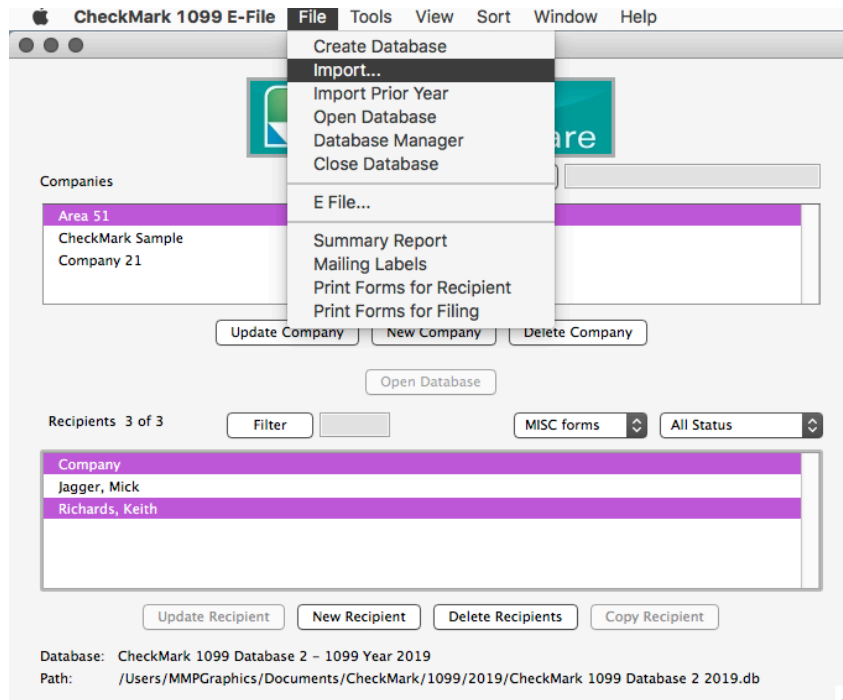 CheckMark 1099 E-File File Tools View Sort Window Help
Create Database
Import...
Import Prior Year
Open Database
Database Manager
Close Database
E File...
Summary Report
Mailing Labels
Print Forms for Recipient
Print Forms for Filing
are
Companies
Area 51
CheckMark Sample
Company 21
Update Company New Company Delete Company
Open Database
Recipients 3 of 3 Filter MISC forms All Status
Company
Jagger, Mick
Richards, Keith
Update Recipient New Recipient Delete Recipients Copy Recipient
Database: CheckMark 1099 Database 2 – 1099 Year 2019
Path: /Users/MMPGraphics/Documents/CheckMark/1099/2019/CheckMark 1099 Database 2 2019.db